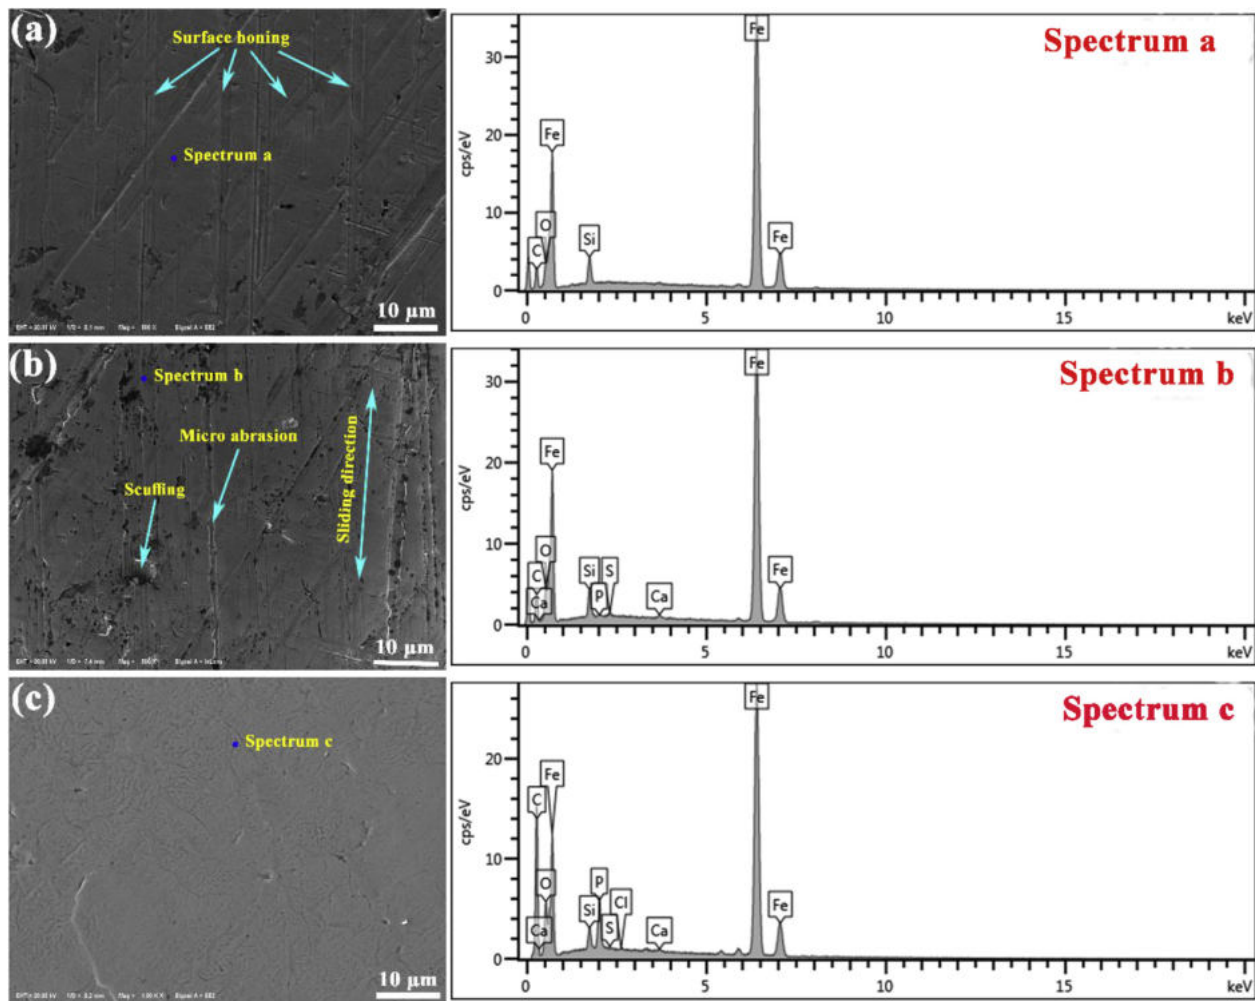 (a)
Surface honing
Spectrum a
10 µm
Spectrum a
cps/eV
30
20
10
0
Fe
O
C
Si
Fe
Fe
0
5
10
15
keV
(b)
Spectrum b
Micro abrasion
Scuffing
Sliding direction
10 µm
Spectrum b
cps/eV
30
20
10
0
Fe
O
C
Ca
Si
P
S
Ca
Fe
Fe
0
5
10
15
keV
(c)
Spectrum c
10 µm
Spectrum c
cps/eV
20
10
0
Fe
C
O
Ca
Si
P
S
Cl
Ca
Fe
Fe
0
5
10
15
keV